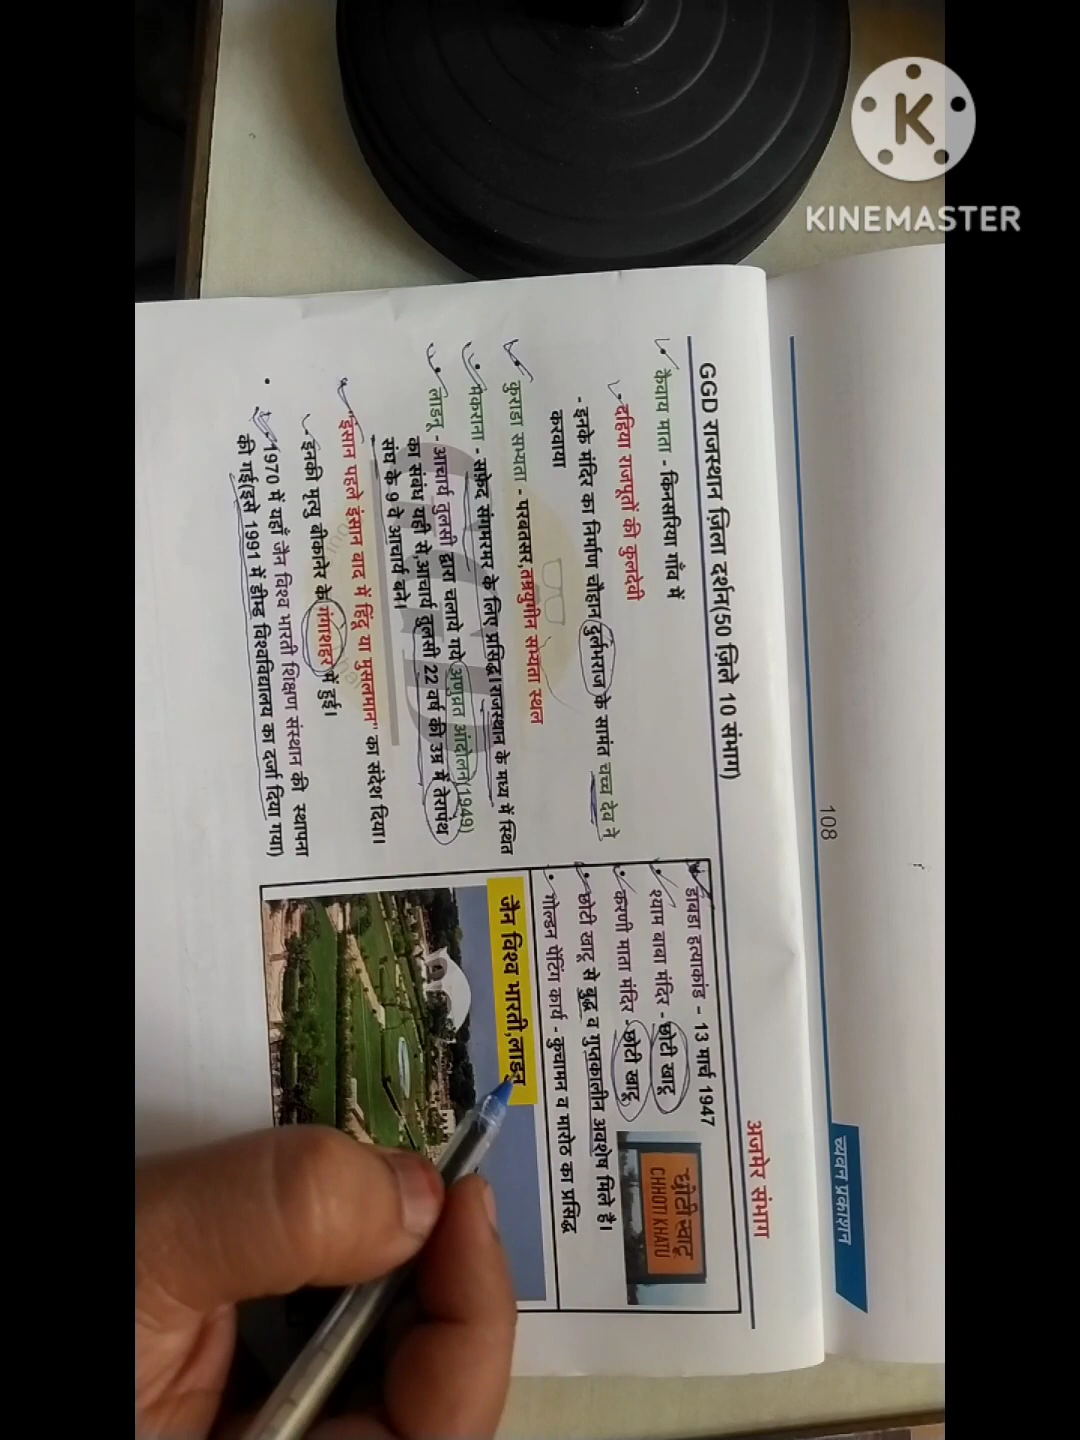 KINEMASTER
GGD राजस्थान ज़िला दर्शन(50 ज़िले 10 संभाग)
अजमेर संभाग
• केवाय माता - किनसरिया गाँव में
- दहिया राजपूतों की कुलदेवी
- इनके मंदिर का निर्माण चौहान दुर्लभराज के सामंत चच्च देव ने
करवाया
• कुराडा सभ्यता - परबतसर,ताम्रयुगीन सभ्यता स्थल
• मकराना - सफ़ेद संगमरमर के लिए प्रसिद्ध।राजस्थान के मध्य में स्थित
• लाडनू - आचार्य तुलसी द्वारा चलाये गये अणुव्रत आंदोलन(1949)
का संबंध यही से,आचार्य तुलसी 22 वर्ष की उम्र में तेरापंथ
संघ के 9 वे आचार्य बने।
"इंसान पहले इंसान बाद में हिंदू या मुसलमान" का संदेश दिया।
- इनकी मृत्यु बीकानेर के गंगाशहर में हुई।
• 1970 में यहाँ जैन विश्व भारती शिक्षण संस्थान की स्थापना
की गई(इसे 1991 में डीम्ड विश्वविद्यालय का दर्जा दिया गया)
• डाबडा हत्याकांड - 13 मार्च 1947
• श्याम बाबा मंदिर - छोटी खाटू
• करणी माता मंदिर - छोटी खाटू
• छोटी खाटू से बुद्ध व गुप्तकालीन अवशेष मिले है।
• गोल्डन पेंटिंग कार्य - कुचामन व मारोठ का प्रसिद्ध
छोटी खाटू
CHHOTI KHATU
जैन विश्व भारती,लाडनू
108
च्यवन प्रकाशन